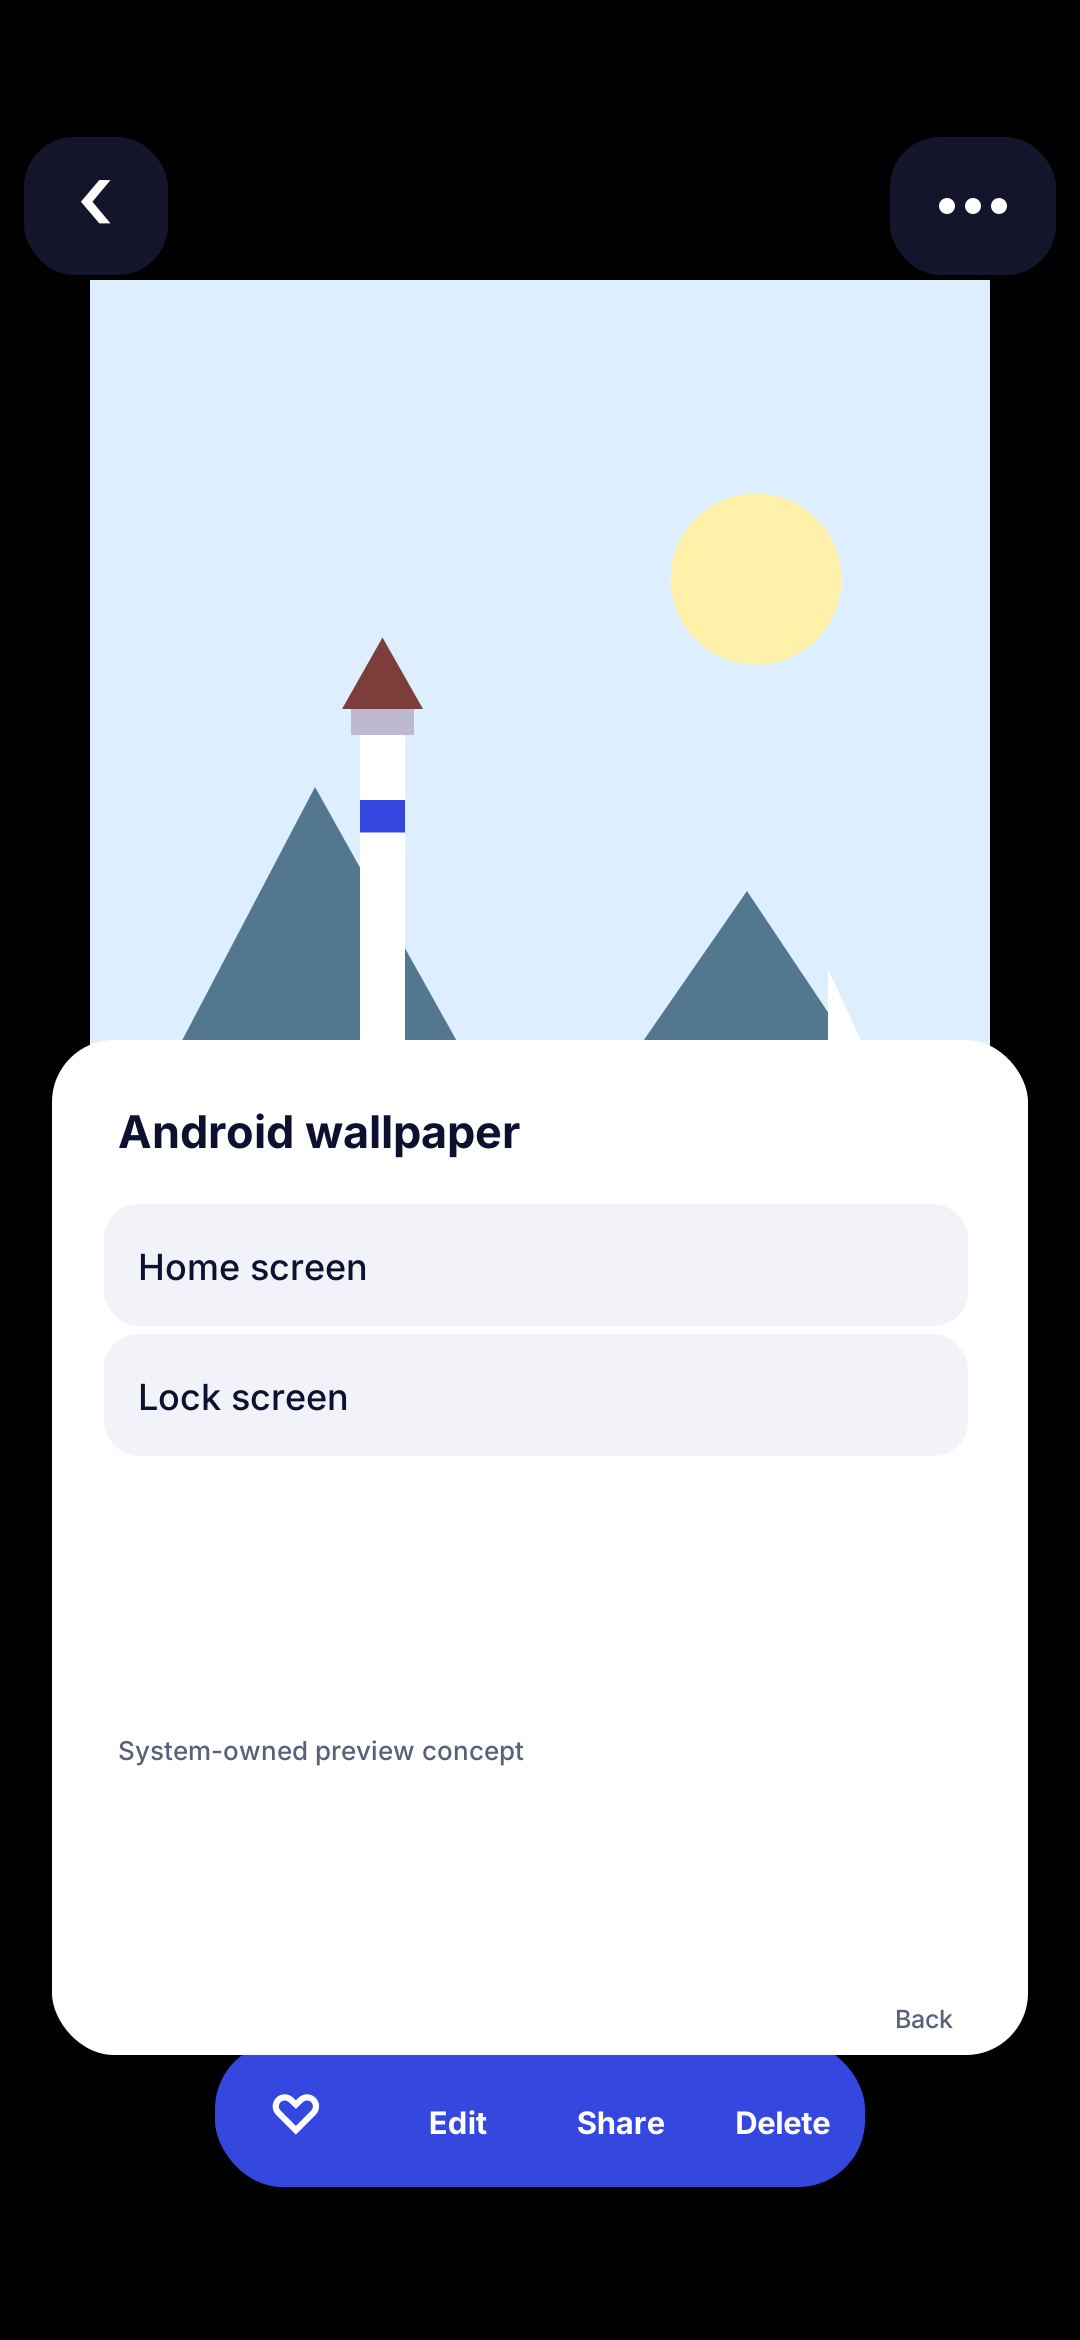 Android wallpaper
Home screen
Lock screen
System-owned preview concept
Back
Edit Share Delete